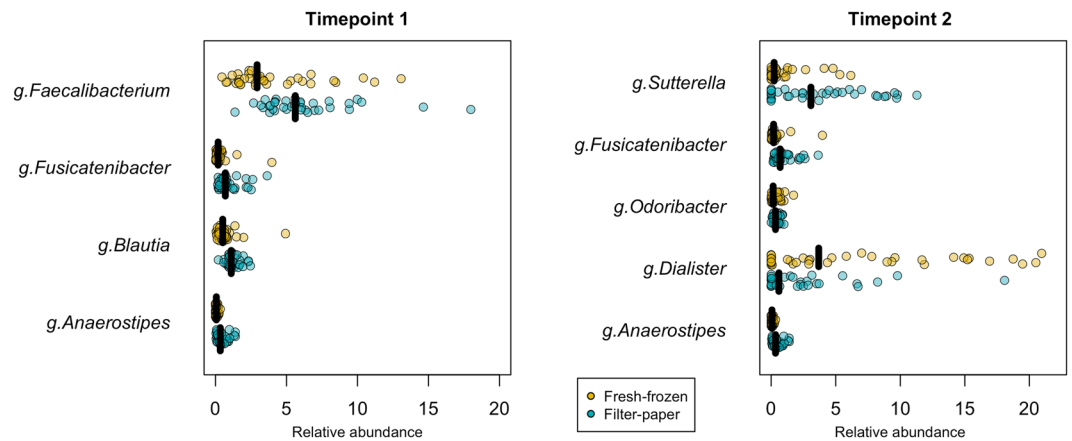 Timepoint 1
g.Faecalibacterium
g.Fusicatenibacter
g.Blautia
g.Anaerostipes
0 5 10 15 20
Relative abundance
Timepoint 2
g.Sutterella
g.Fusicatenibacter
g.Odoribacter
g.Dialister
g.Anaerostipes
0 5 10 15 20
Relative abundance
Fresh-frozen
Filter-paper